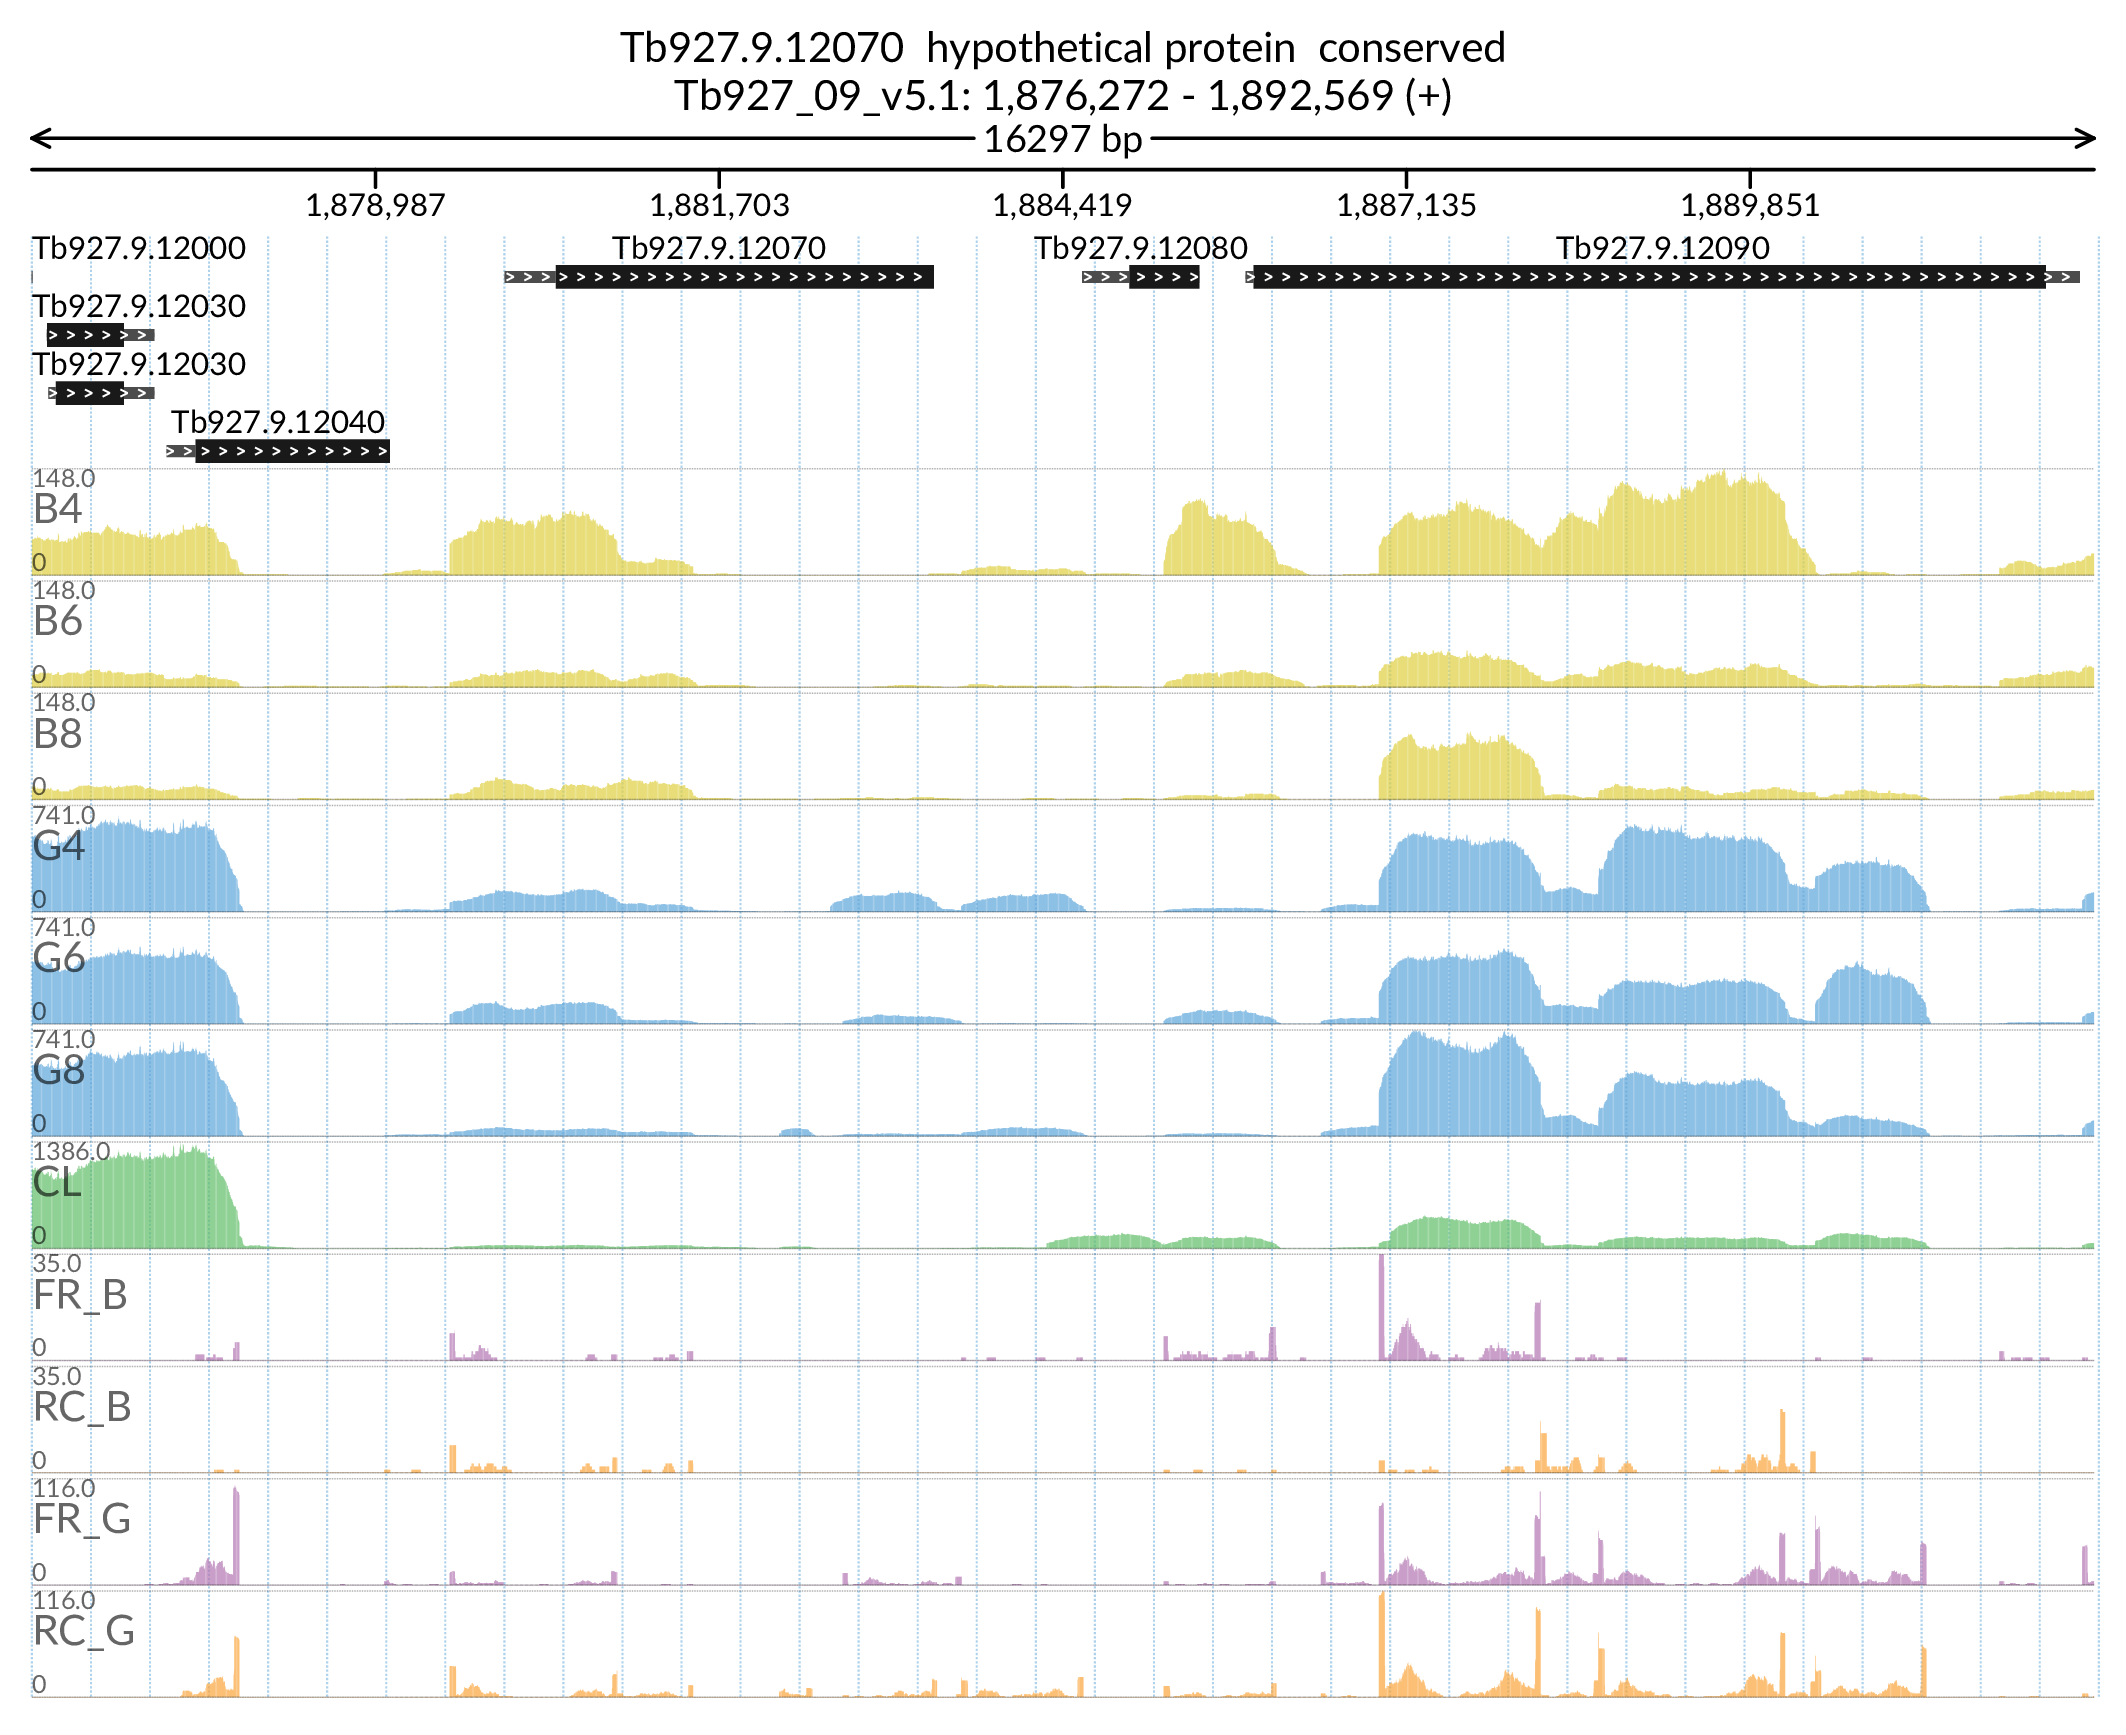 Tb927.9.12070 hypothetical protein conserved
Tb927_09_v5.1: 1,876,272 - 1,892,569 (+)
16297 bp
1,878,987 1,881,703 1,884,419 1,887,135 1,889,851
Tb927.9.12000 Tb927.9.12070 Tb927.9.12080 Tb927.9.12090
Tb927.9.12030
Tb927.9.12030
Tb927.9.12040
148.0
B4
0
148.0
B6
0
148.0
B8
0
741.0
G4
0
741.0
G6
0
741.0
G8
0
1386.0
CL
0
35.0
FR_B
0
35.0
RC_B
0
116.0
FR_G
0
116.0
RC_G
0